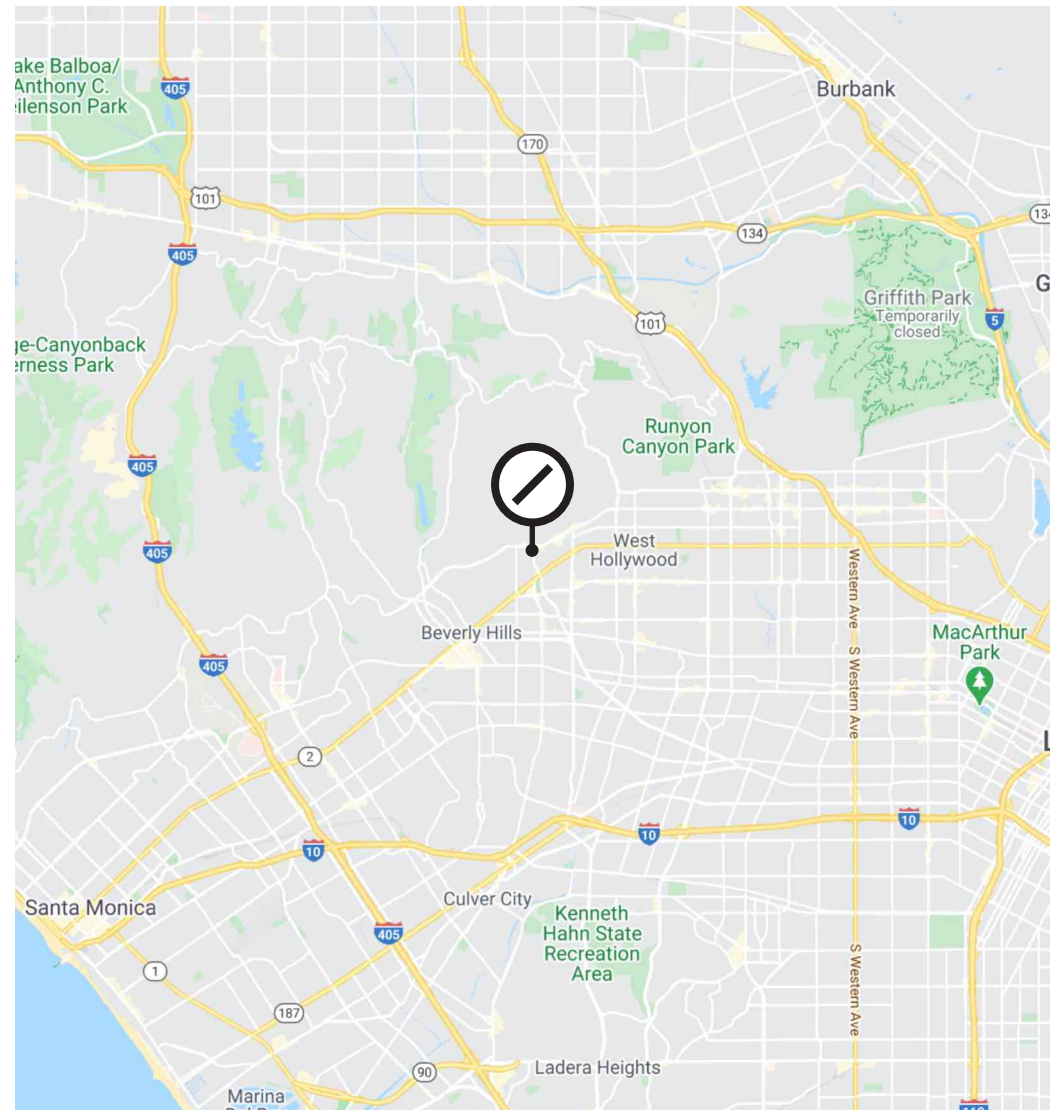 ake Balboa/
Anthony C.
eilenson Park
405
Burbank
170
101
134
134
405
Griffith Park
Temporarily
closed
G
5
101
ge-Canyonback
erness Park
Runyon
Canyon Park
405
405
West
Hollywood
Western Ave
S Western Ave
Beverly Hills
MacArthur
Park
405
L
2
10
10
10
Santa Monica
Culver City
Kenneth
Hahn State
Recreation
Area
405
S Western Ave
1
187
Ladera Heights
90
Marina